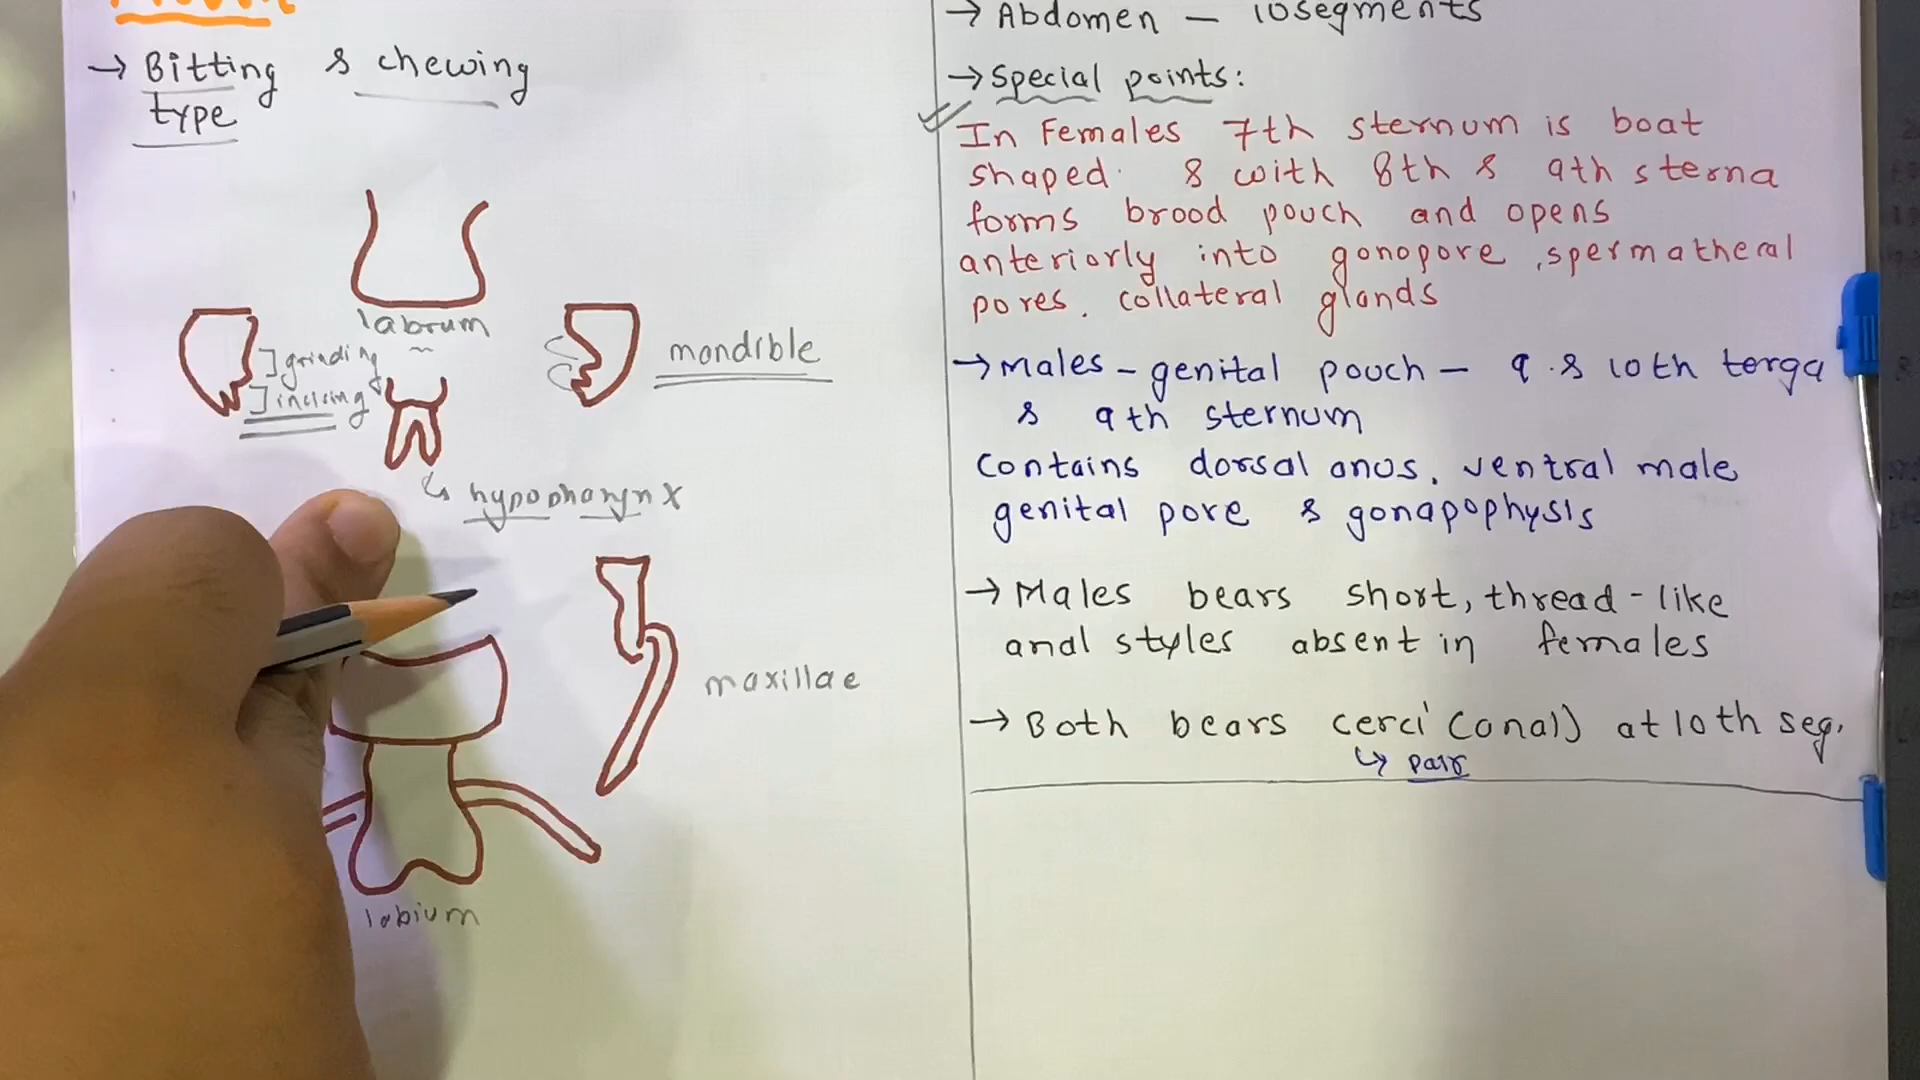 → Bitting & chewing
type
labrum
]grinding
]incising
mandible
↳ hypopharynx
maxillae
labium
→ Abdomen - 10segments
→ Special points:
In Females 7th sternum is boat
shaped & with 8th & 9th sterna
forms brood pouch and opens
anteriorly into gonopore, spermathecal
pores, collateral glands
→ Males - genital pouch - 9 & 10th terga
& 9th sternum
Contains dorsal anus, ventral male
genital pore & gonapophysis
→ Males bears short, thread-like
anal styles absent in females
→ Both bears cerci (anal) at 10th seg.
↳ pair